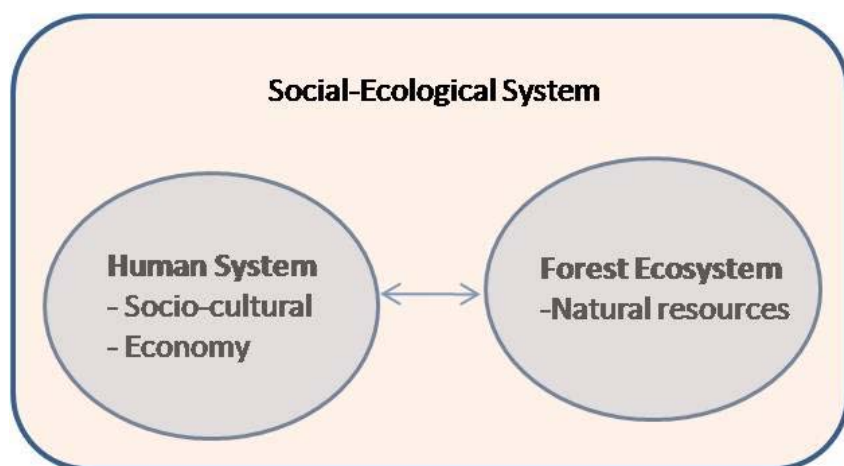 Social-Ecological System
Human System
- Socio-cultural
- Economy
Forest Ecosystem
-Natural resources